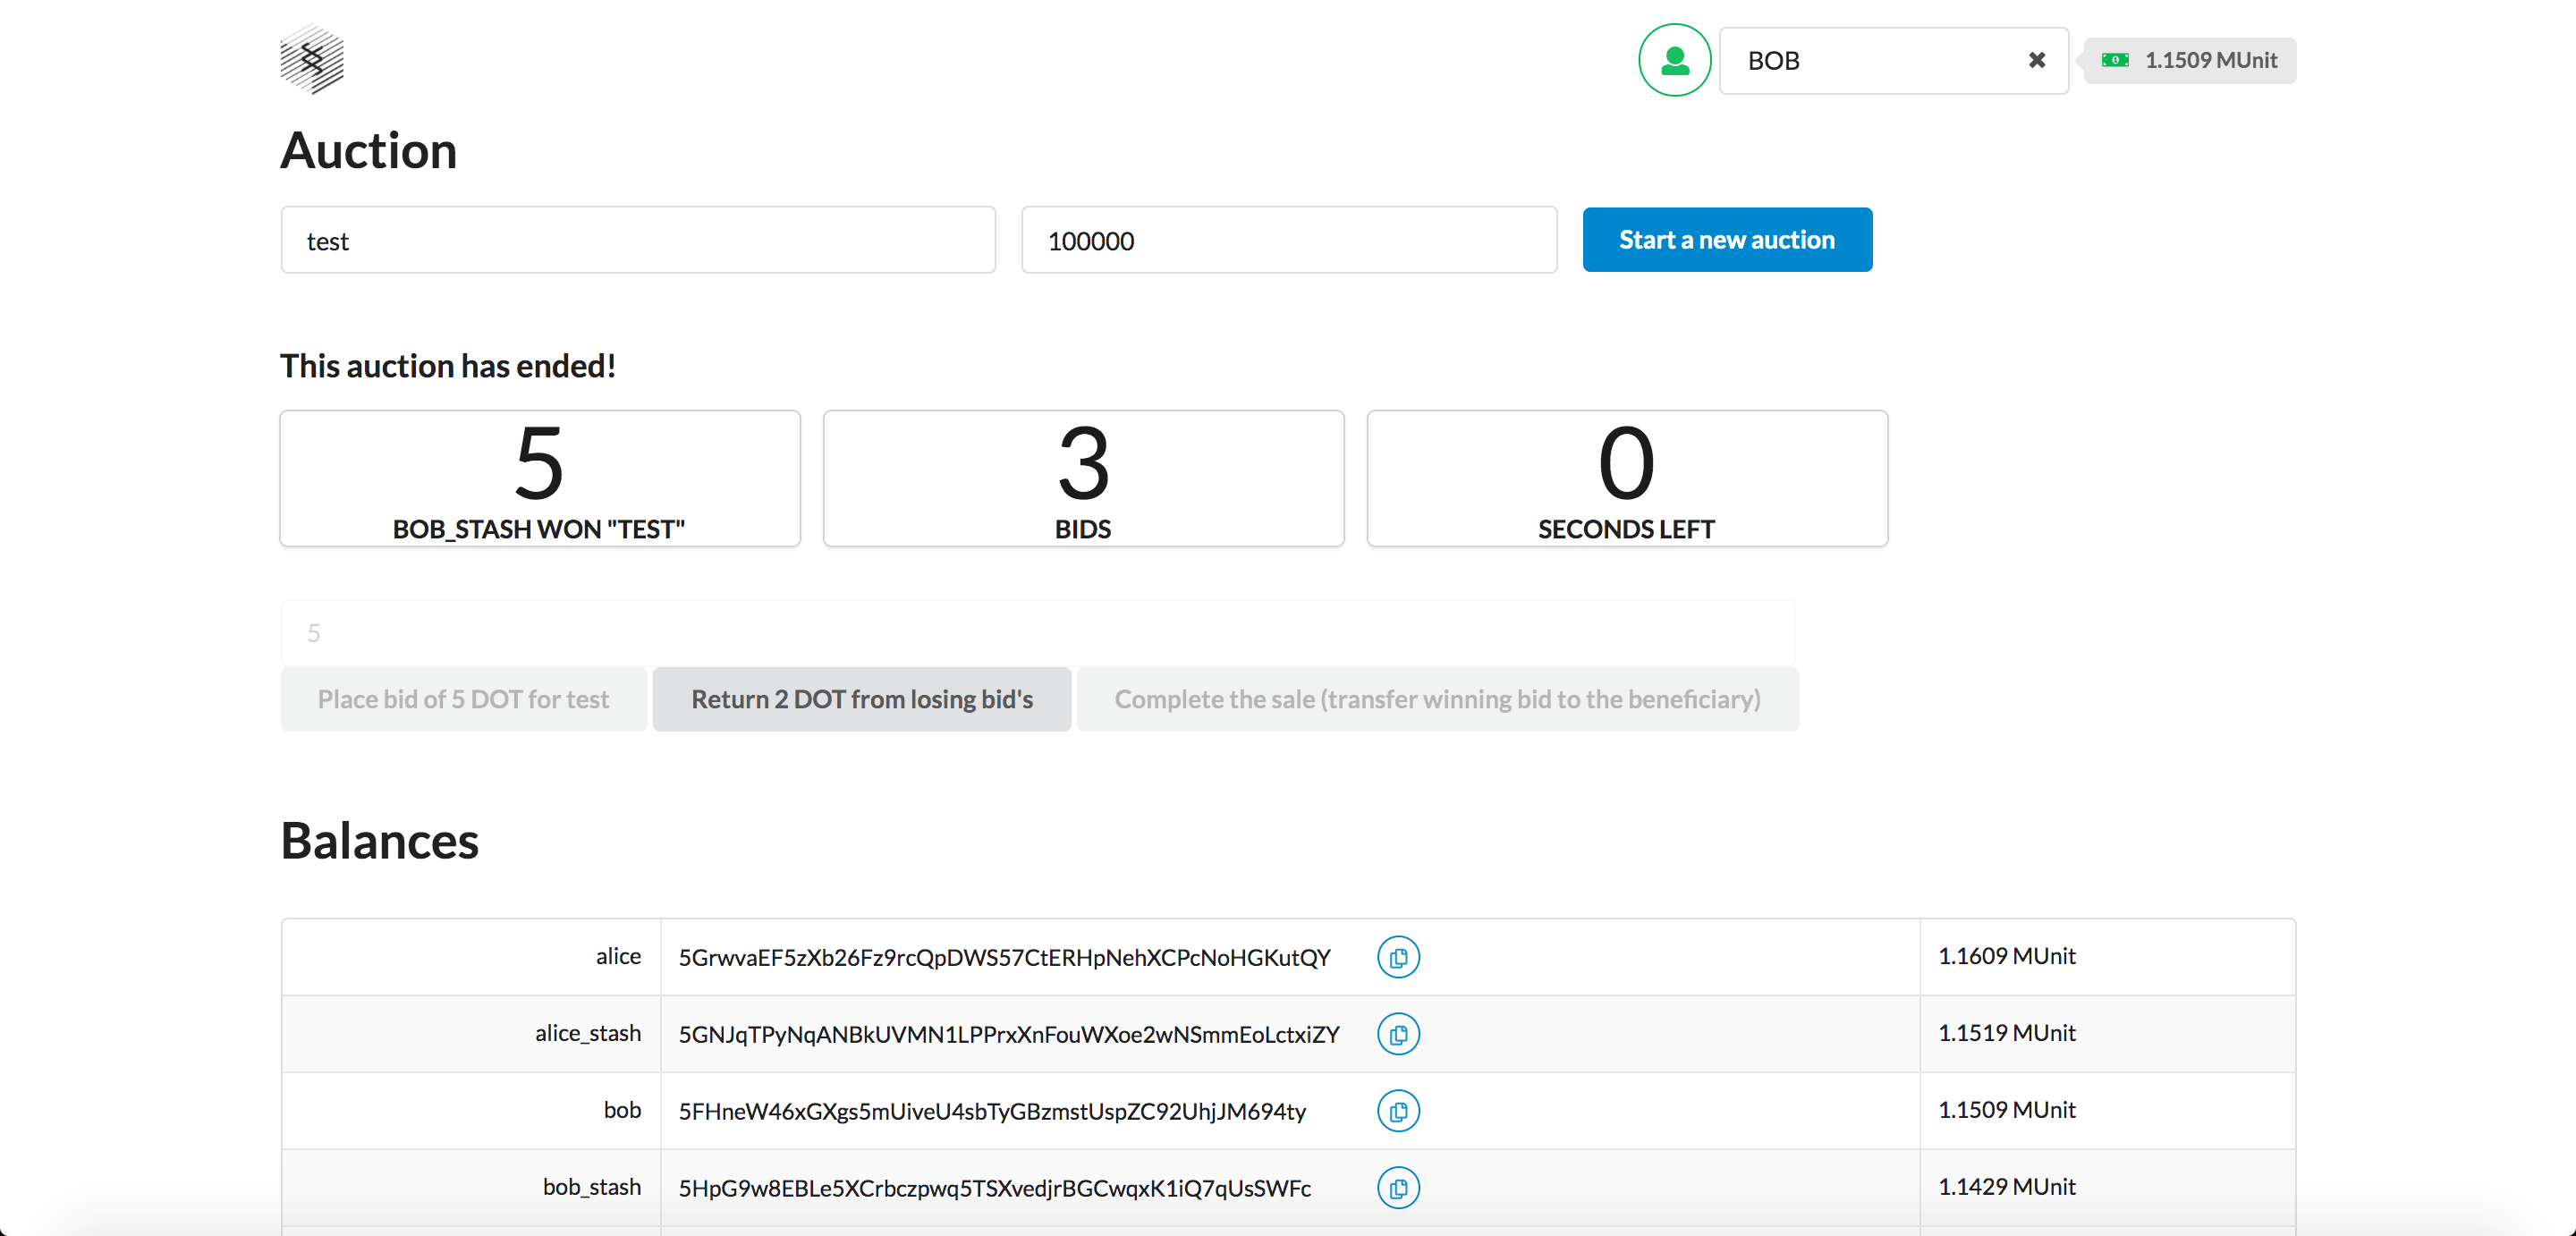 BOB
1.1509 MUnit
Auction
test
100000
Start a new auction
This auction has ended!
5
BOB_STASH WON "TEST"
3
BIDS
0
SECONDS LEFT
5
Place bid of 5 DOT for test
Return 2 DOT from losing bid's
Complete the sale (transfer winning bid to the beneficiary)
Balances
alice 5GrwvaEF5zXb26Fz9rcQpDWS57CtERHpNehXCPcNoHGKutQY 1.1609 MUnit
alice_stash 5GNJqTPyNqANBkUVMN1LPPrxXnFouWXoe2wNSmmEoLctxiZY 1.1519 MUnit
bob 5FHneW46xGXgs5mUiveU4sbTyGBzmstUspZC92UhjJM694ty 1.1509 MUnit
bob_stash 5HpG9w8EBLe5XCrbczpwq5TSXvedjrBGCwqxK1iQ7qUsSWFc 1.1429 MUnit